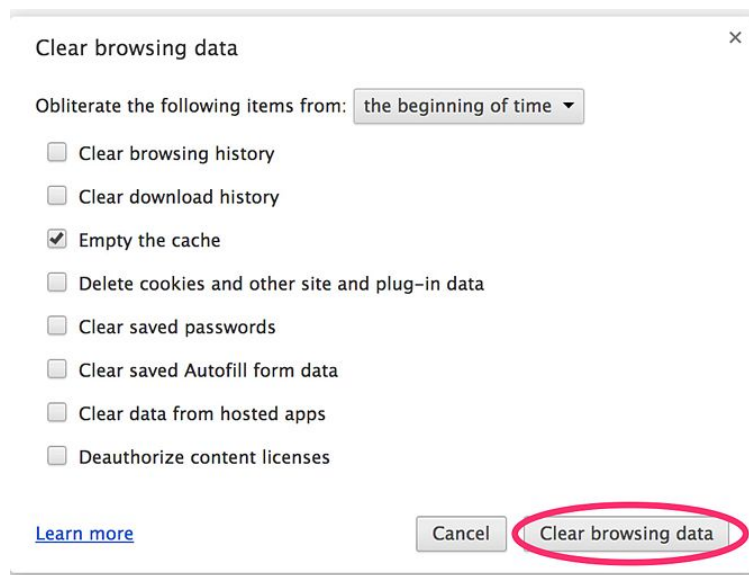 Clear browsing data
Obliterate the following items from: the beginning of time
Clear browsing history
Clear download history
Empty the cache
Delete cookies and other site and plug-in data
Clear saved passwords
Clear saved Autofill form data
Clear data from hosted apps
Deauthorize content licenses
Learn more Cancel Clear browsing data